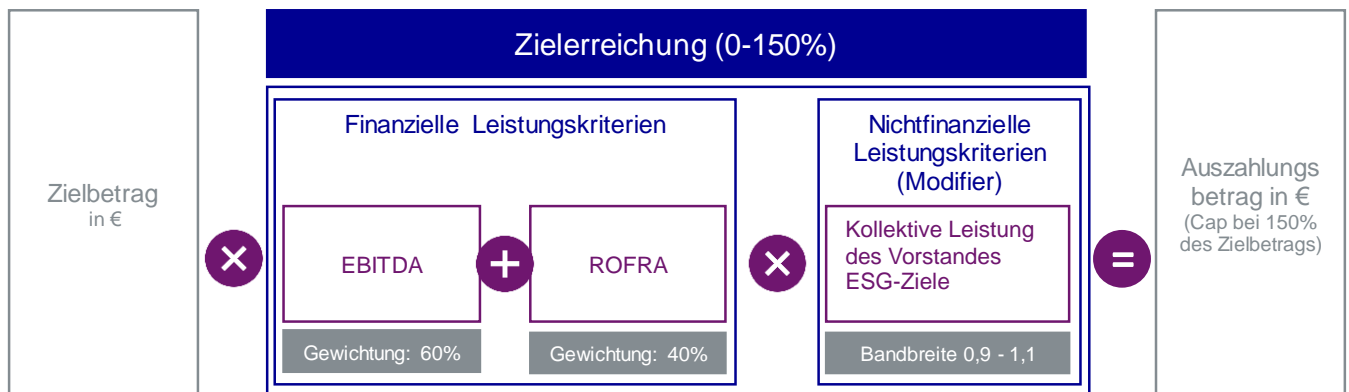 Zielerreichung (0-150%)
Zielbetrag
in €
×
Finanzielle Leistungskriterien
EBITDA
+
ROFRA
Gewichtung: 60%
Gewichtung: 40%
×
Nichtfinanzielle
Leistungskriterien
(Modifier)
Kollektive Leistung
des Vorstandes
ESG-Ziele
Bandbreite 0,9 - 1,1
=
Auszahlungs
betrag in €
(Cap bei 150%
des Zielbetrags)